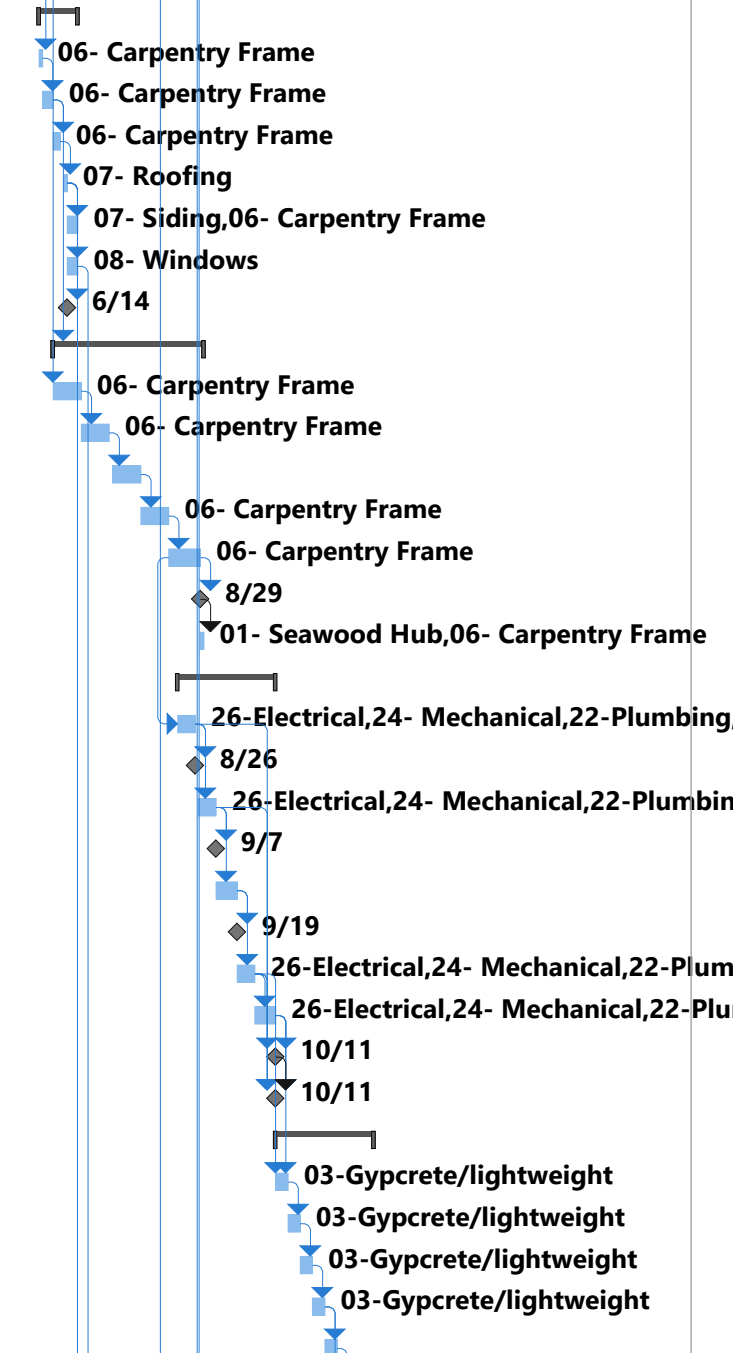 06- Carpentry Frame
06- Carpentry Frame
06- Carpentry Frame
07- Roofing
07- Siding,06- Carpentry Frame
08- Windows
6/14
06- Carpentry Frame
06- Carpentry Frame
06- Carpentry Frame
06- Carpentry Frame
8/29
01- Seawood Hub,06- Carpentry Frame
26-Electrical,24- Mechanical,22-Plumbing,
8/26
26-Electrical,24- Mechanical,22-Plumbin
9/7
9/19
26-Electrical,24- Mechanical,22-Plum
26-Electrical,24- Mechanical,22-Plu
10/11
10/11
03-Gypcrete/lightweight
03-Gypcrete/lightweight
03-Gypcrete/lightweight
03-Gypcrete/lightweight